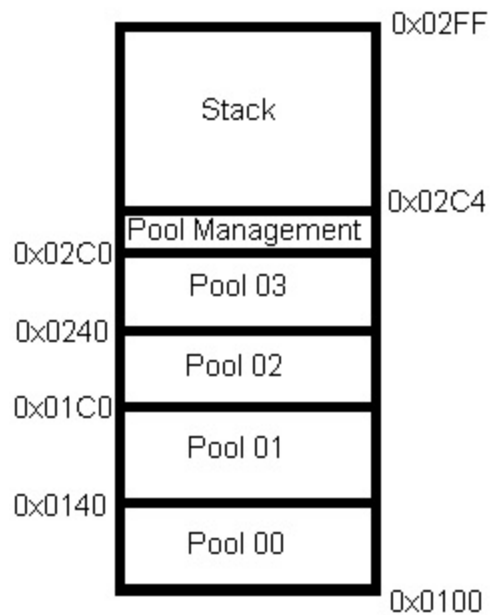 0x02FF
Stack
0x02C4
Pool Management
0x02C0
Pool 03
0x0240
Pool 02
0x01C0
Pool 01
0x0140
Pool 00
0x0100